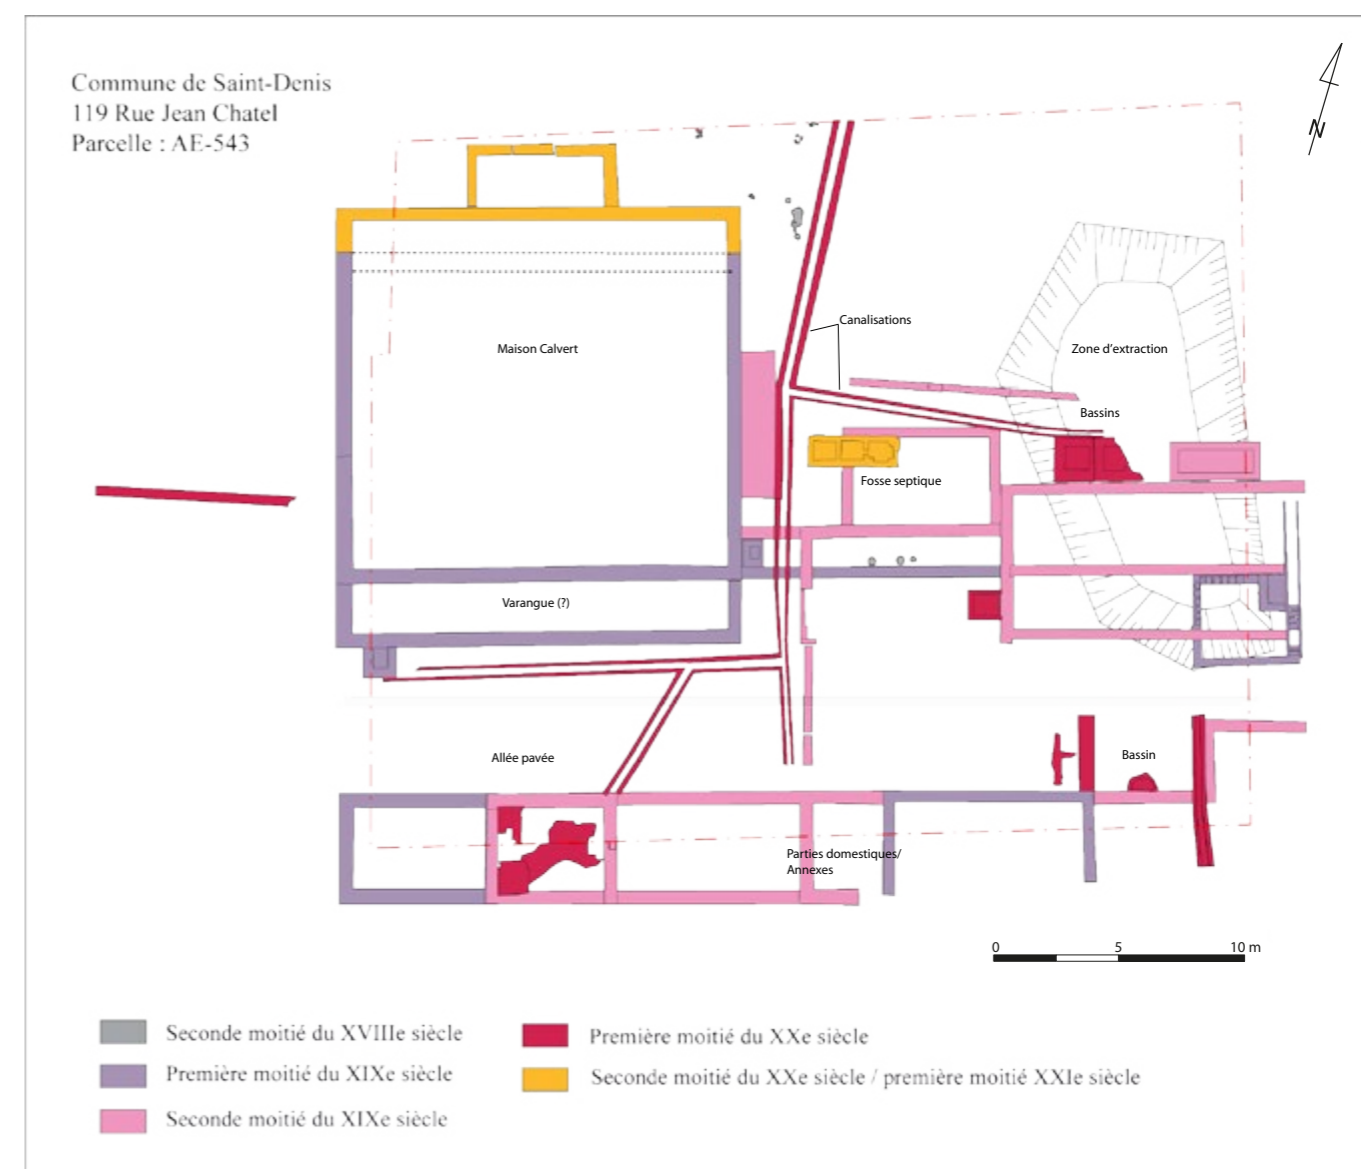 Commune de Saint-Denis
119 Rue Jean Chatel
Parcelle : AE-543
N
Canalisations
Maison Calvert
Zone d'extraction
Bassins
Fosse septique
Varangue (?)
Allée pavée
Bassin
Parties domestiques/
Annexes
0 5 10 m
Seconde moitié du XVIIIe siècle
Première moitié du XIXe siècle
Seconde moitié du XIXe siècle
Première moitié du XXe siècle
Seconde moitié du XXe siècle / première moitié XXIe siècle